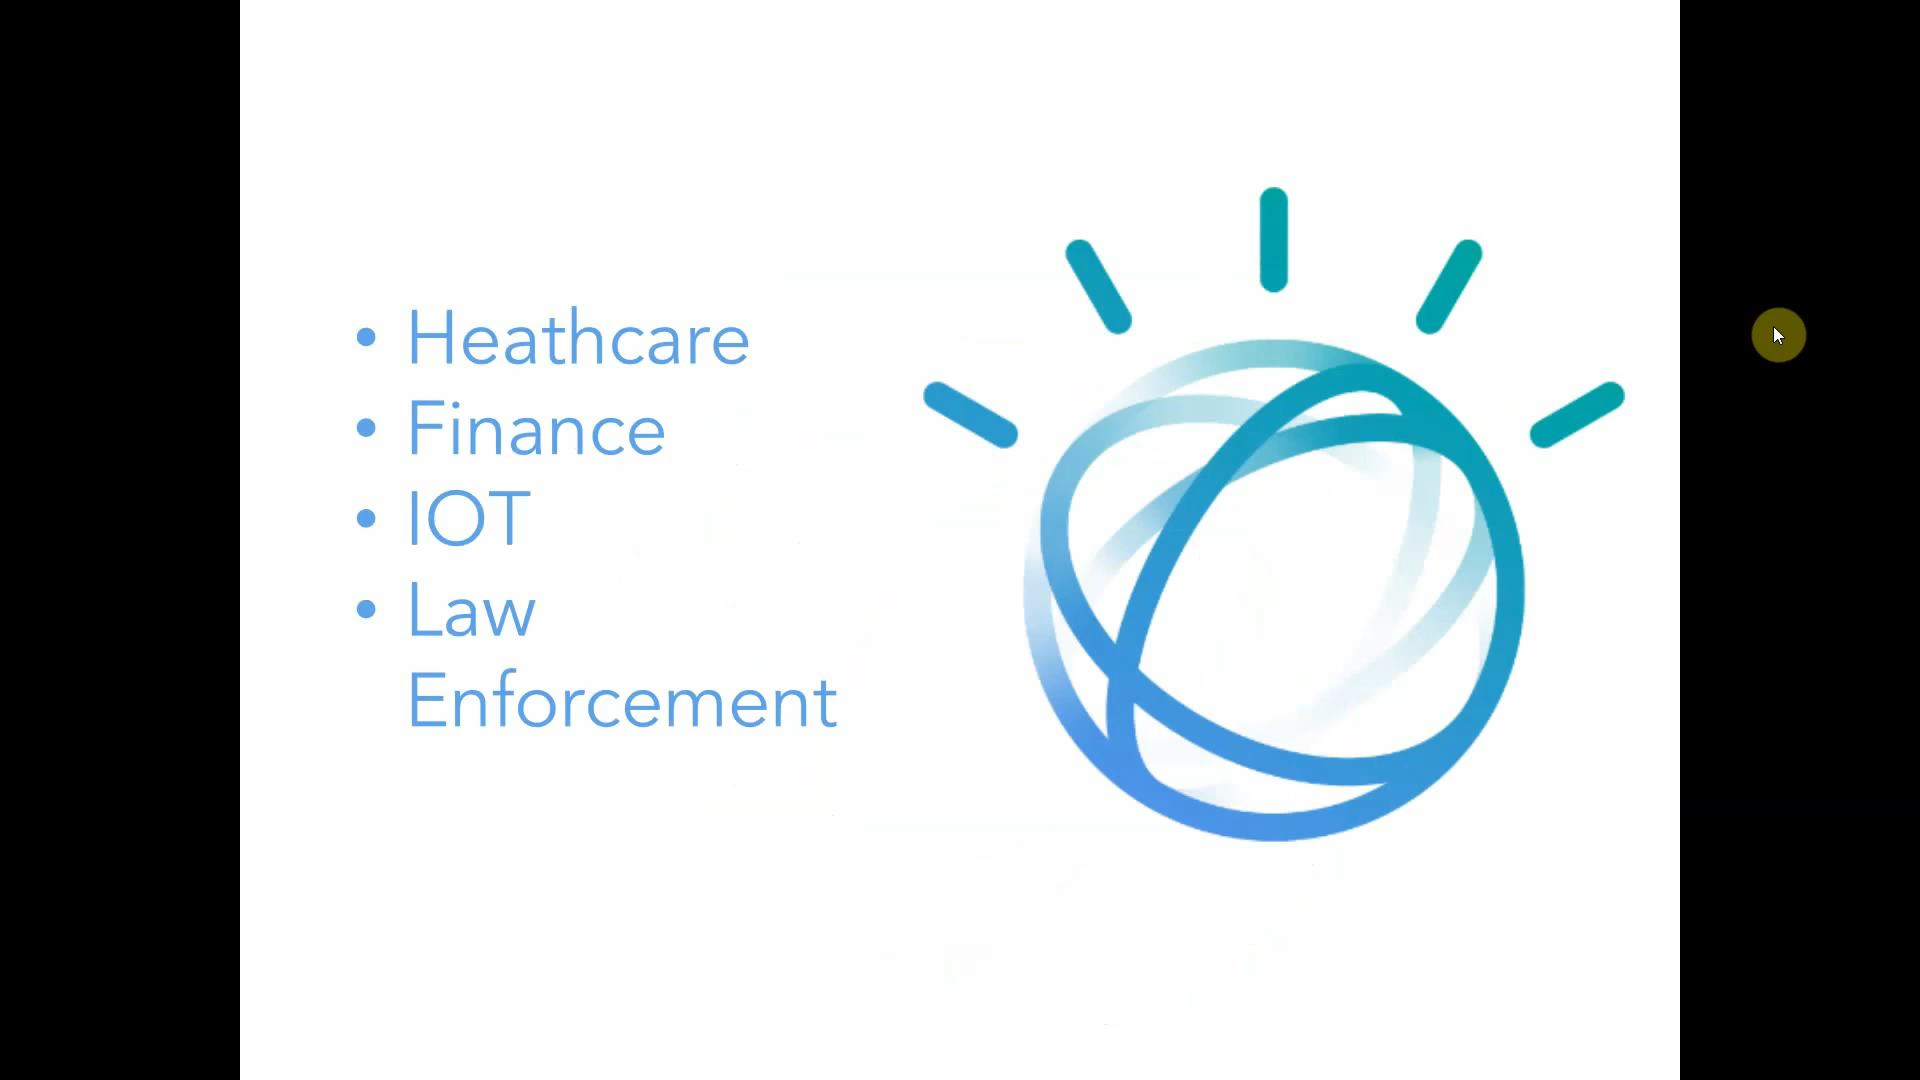 • Heathcare
• Finance
• IOT
• Law
Enforcement